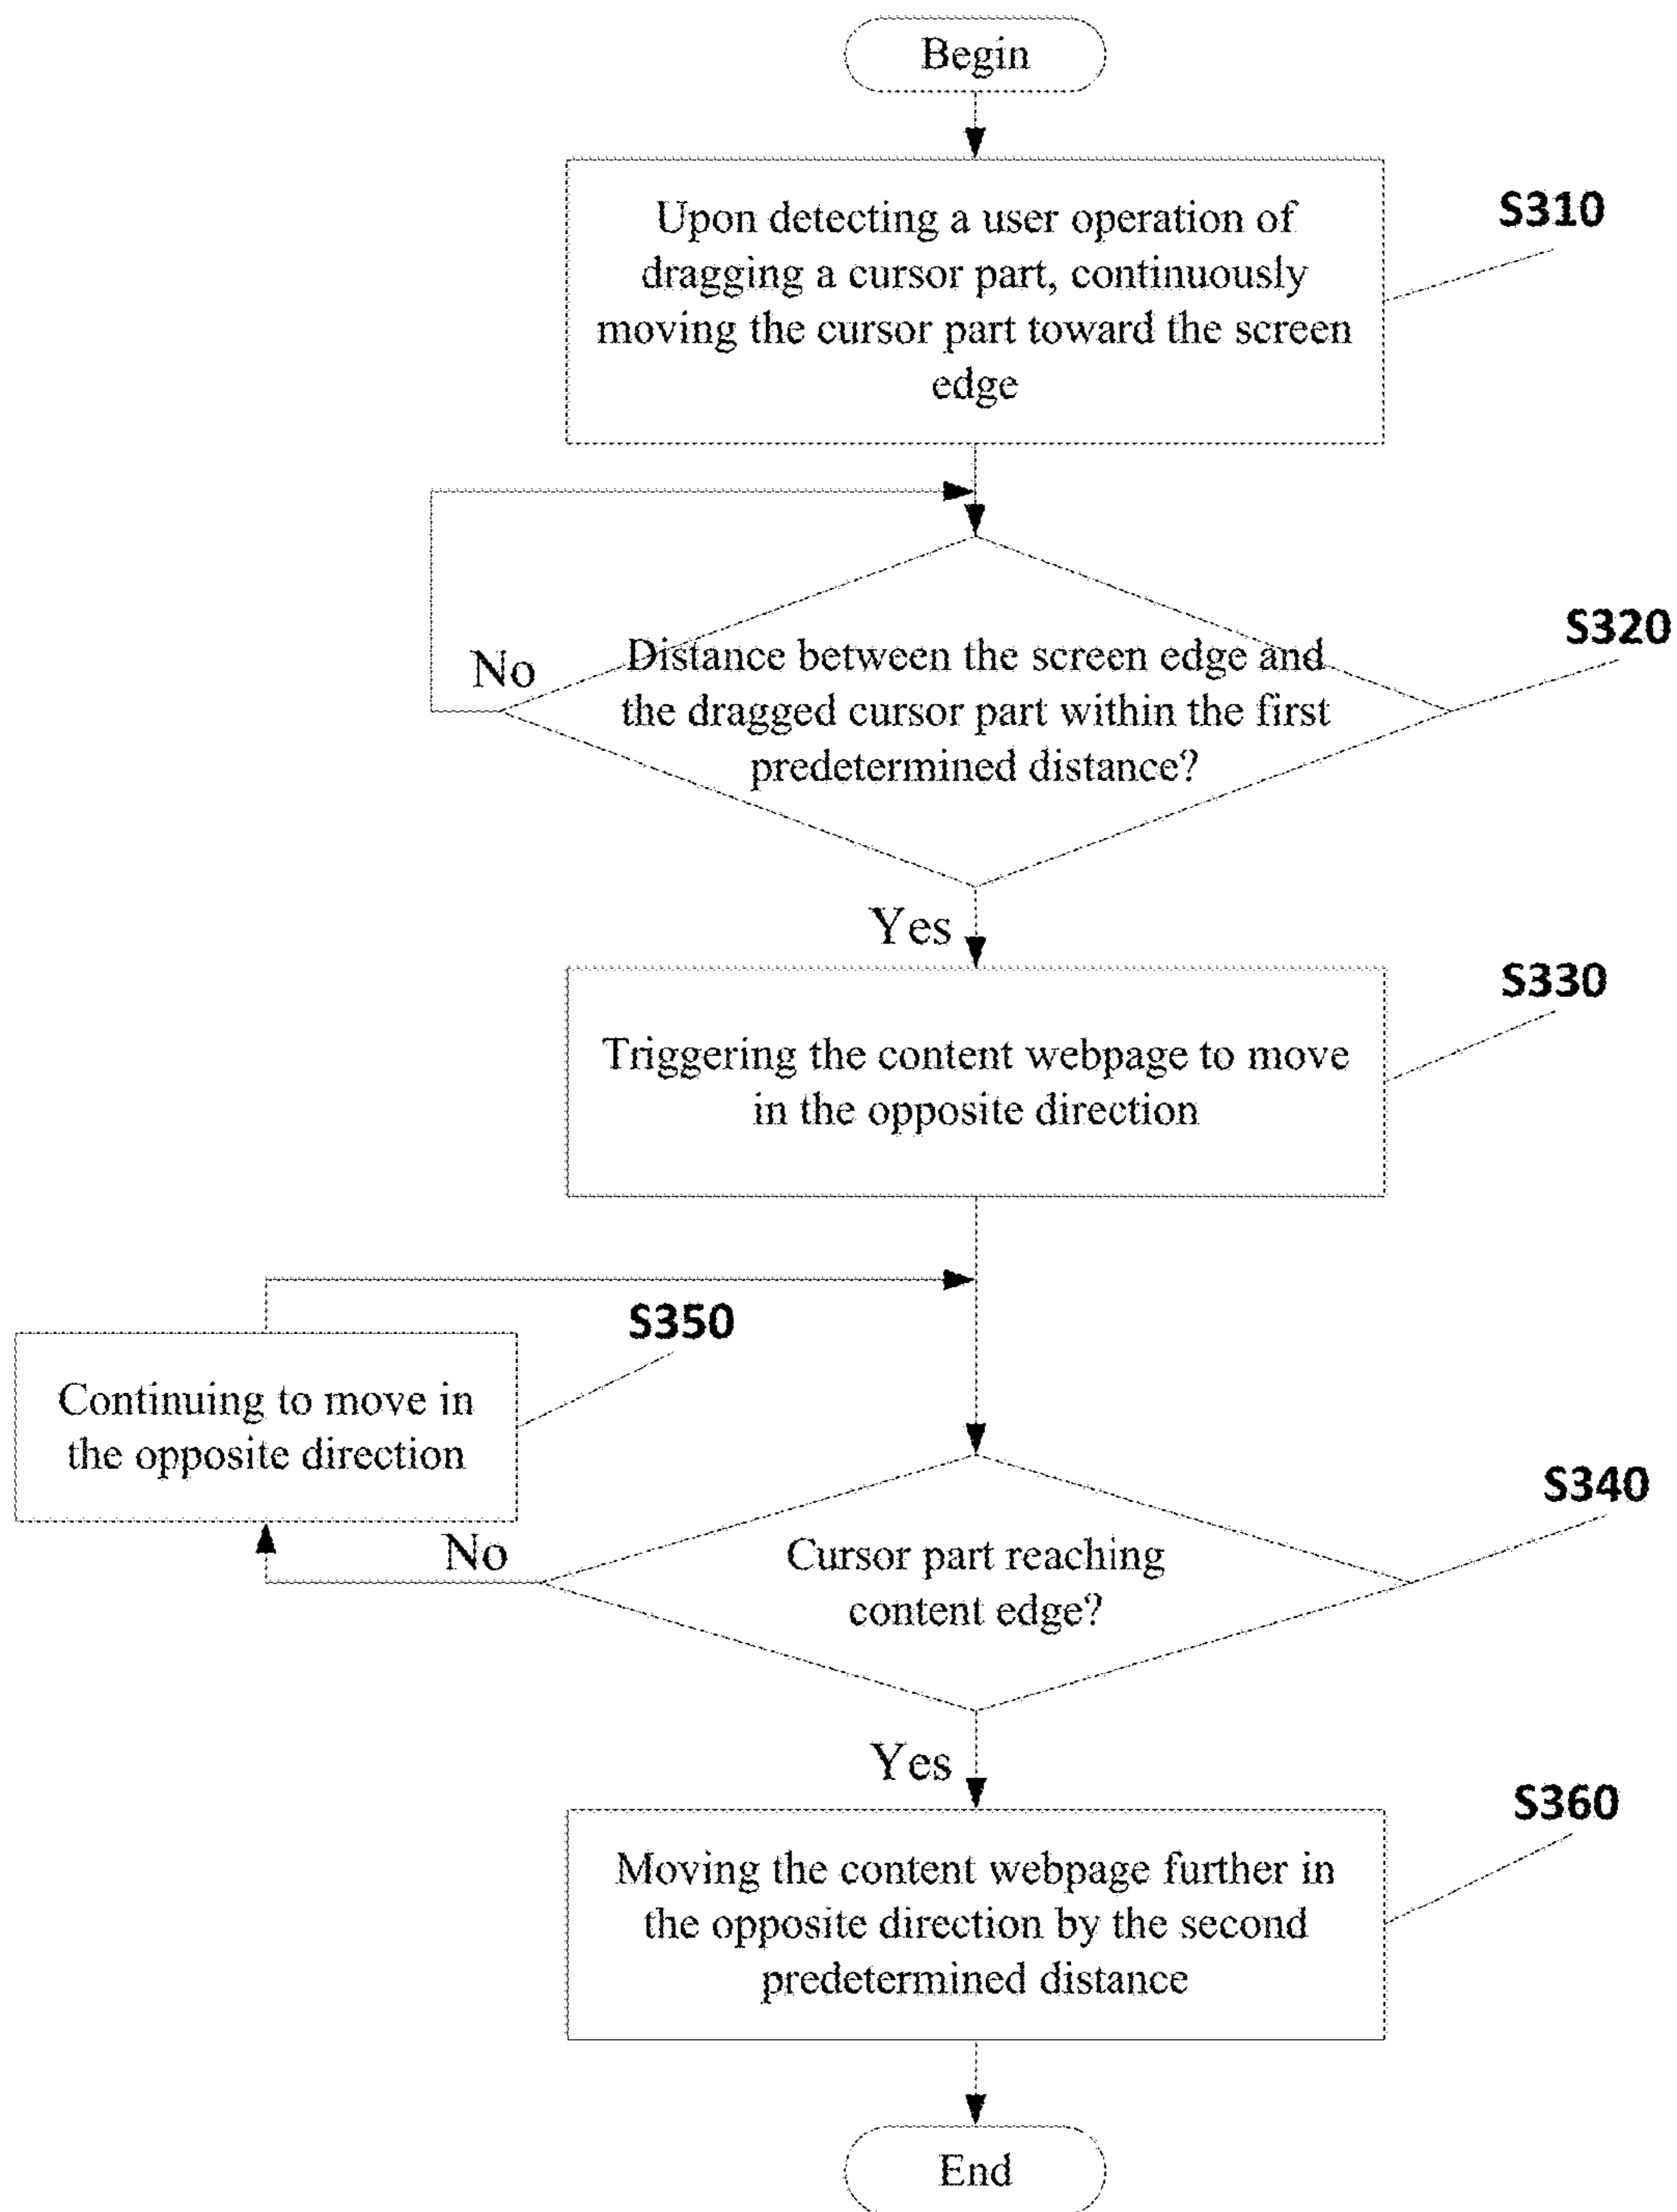 Begin
Upon detecting a user operation of
dragging a cursor part, continuously
moving the cursor part toward the screen
edge
S310
No
Distance between the screen edge and
the dragged cursor part within the first
predetermined distance?
S320
Yes
Triggering the content webpage to move
in the opposite direction
S330
Continuing to move in
the opposite direction
S350
No
Cursor part reaching
content edge?
S340
Yes
Moving the content webpage further in
the opposite direction by the second
predetermined distance
S360
End